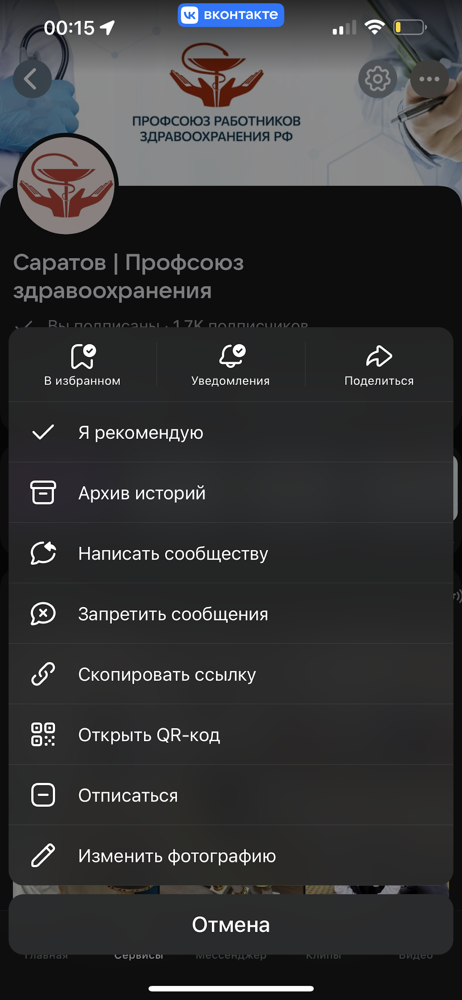 00:15
вконтакте
ПРОФСОЮЗ РАБОТНИКОВ
ЗДРАВООХРАНЕНИЯ РФ
Саратов | Профсоюз
здравоохранения
Вы подписаны · 1,7K подписчиков
В избранном
Уведомления
Поделиться
Я рекомендую
Архив историй
Написать сообществу
Запретить сообщения
Скопировать ссылку
Открыть QR-код
Отписаться
Изменить фотографию
Отмена
Главная
Сервисы
Мессенджер
Клипы
Видео